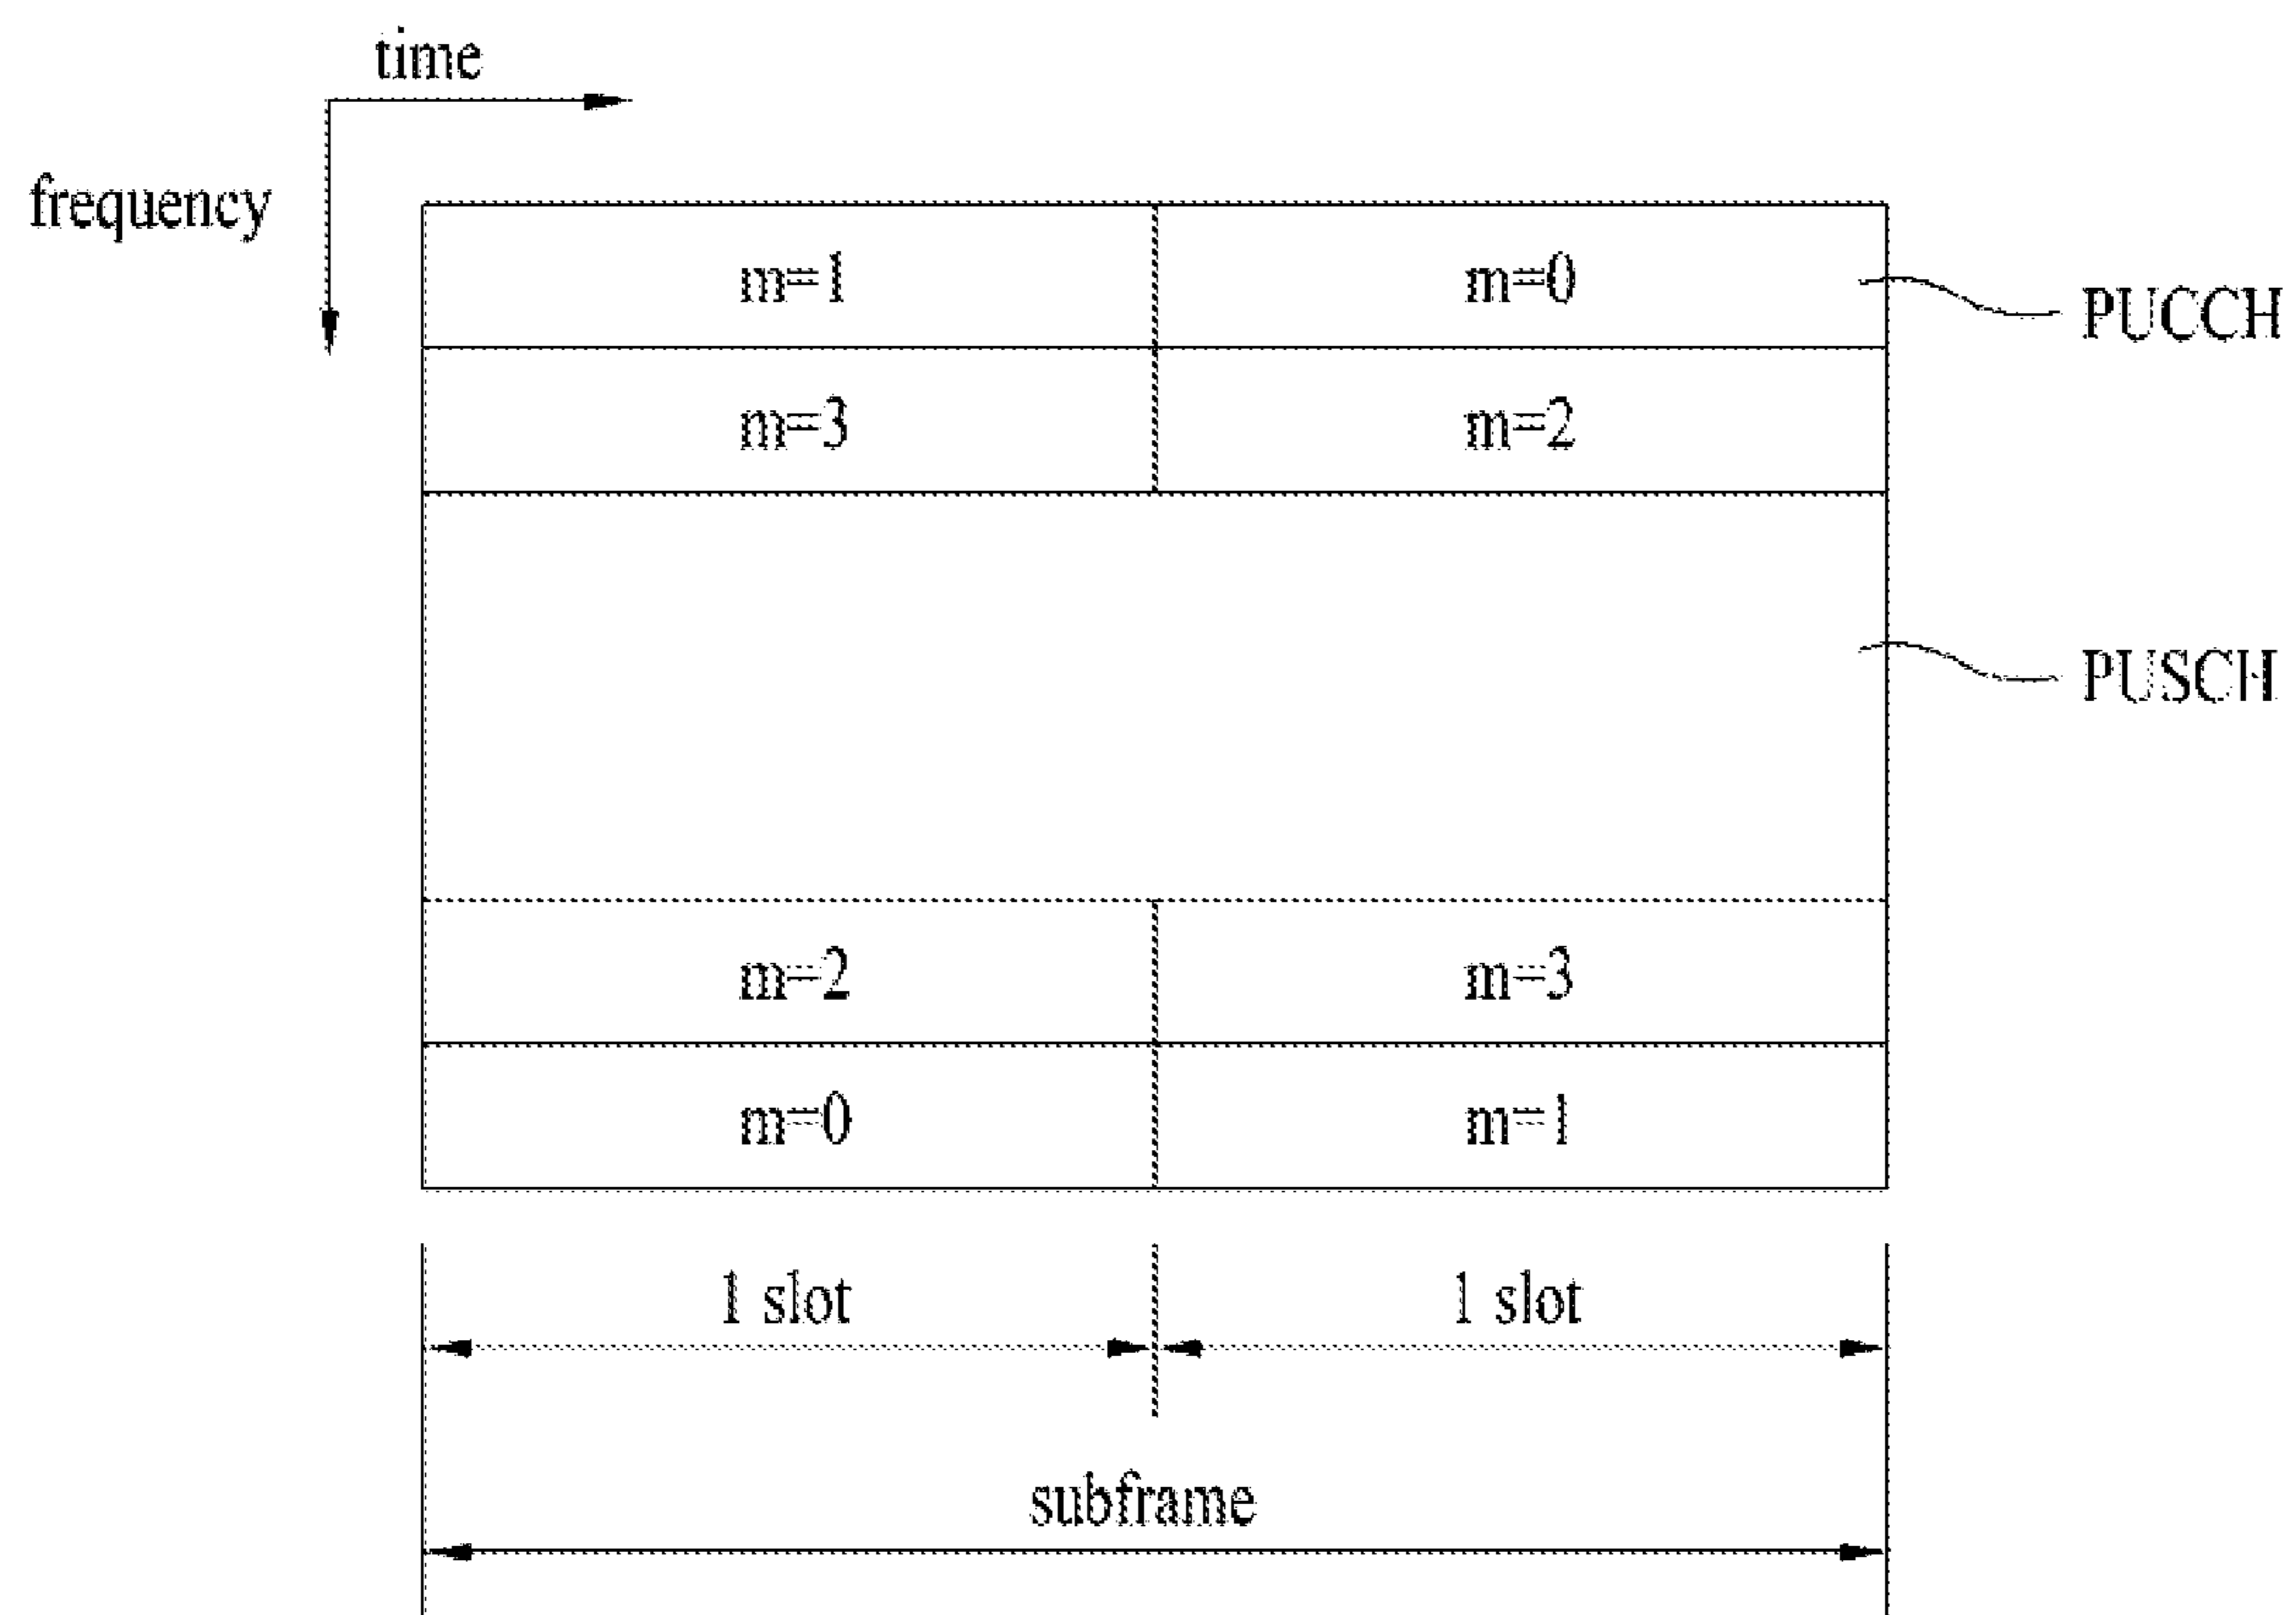 time
frequency
m=1 m=0
PUCCH
m=3 m=2
PUSCH
m=2 m=3
m=0 m=1
1 slot 1 slot
subframe